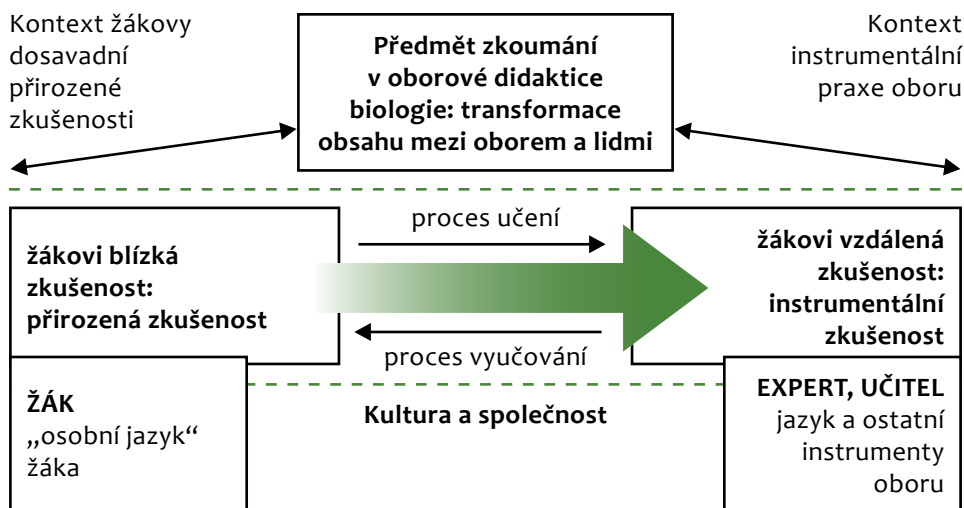 Kontext žákovy
dosavadní
přirozené
zkušenosti
Předmět zkoumání
v oborové didaktice
biologie: transformace
obsahu mezi oborem a lidmi
Kontext
instrumentální
praxe oboru
žákovi blízká
zkušenost:
přirozená zkušenost
proces učení
proces vyučování
žákovi vzdálená
zkušenost:
instrumentální
zkušenost
ŽÁK
„osobní jazyk“
žáka
Kultura a společnost
EXPERT, UČITEL
jazyk a ostatní
instrumenty
oboru